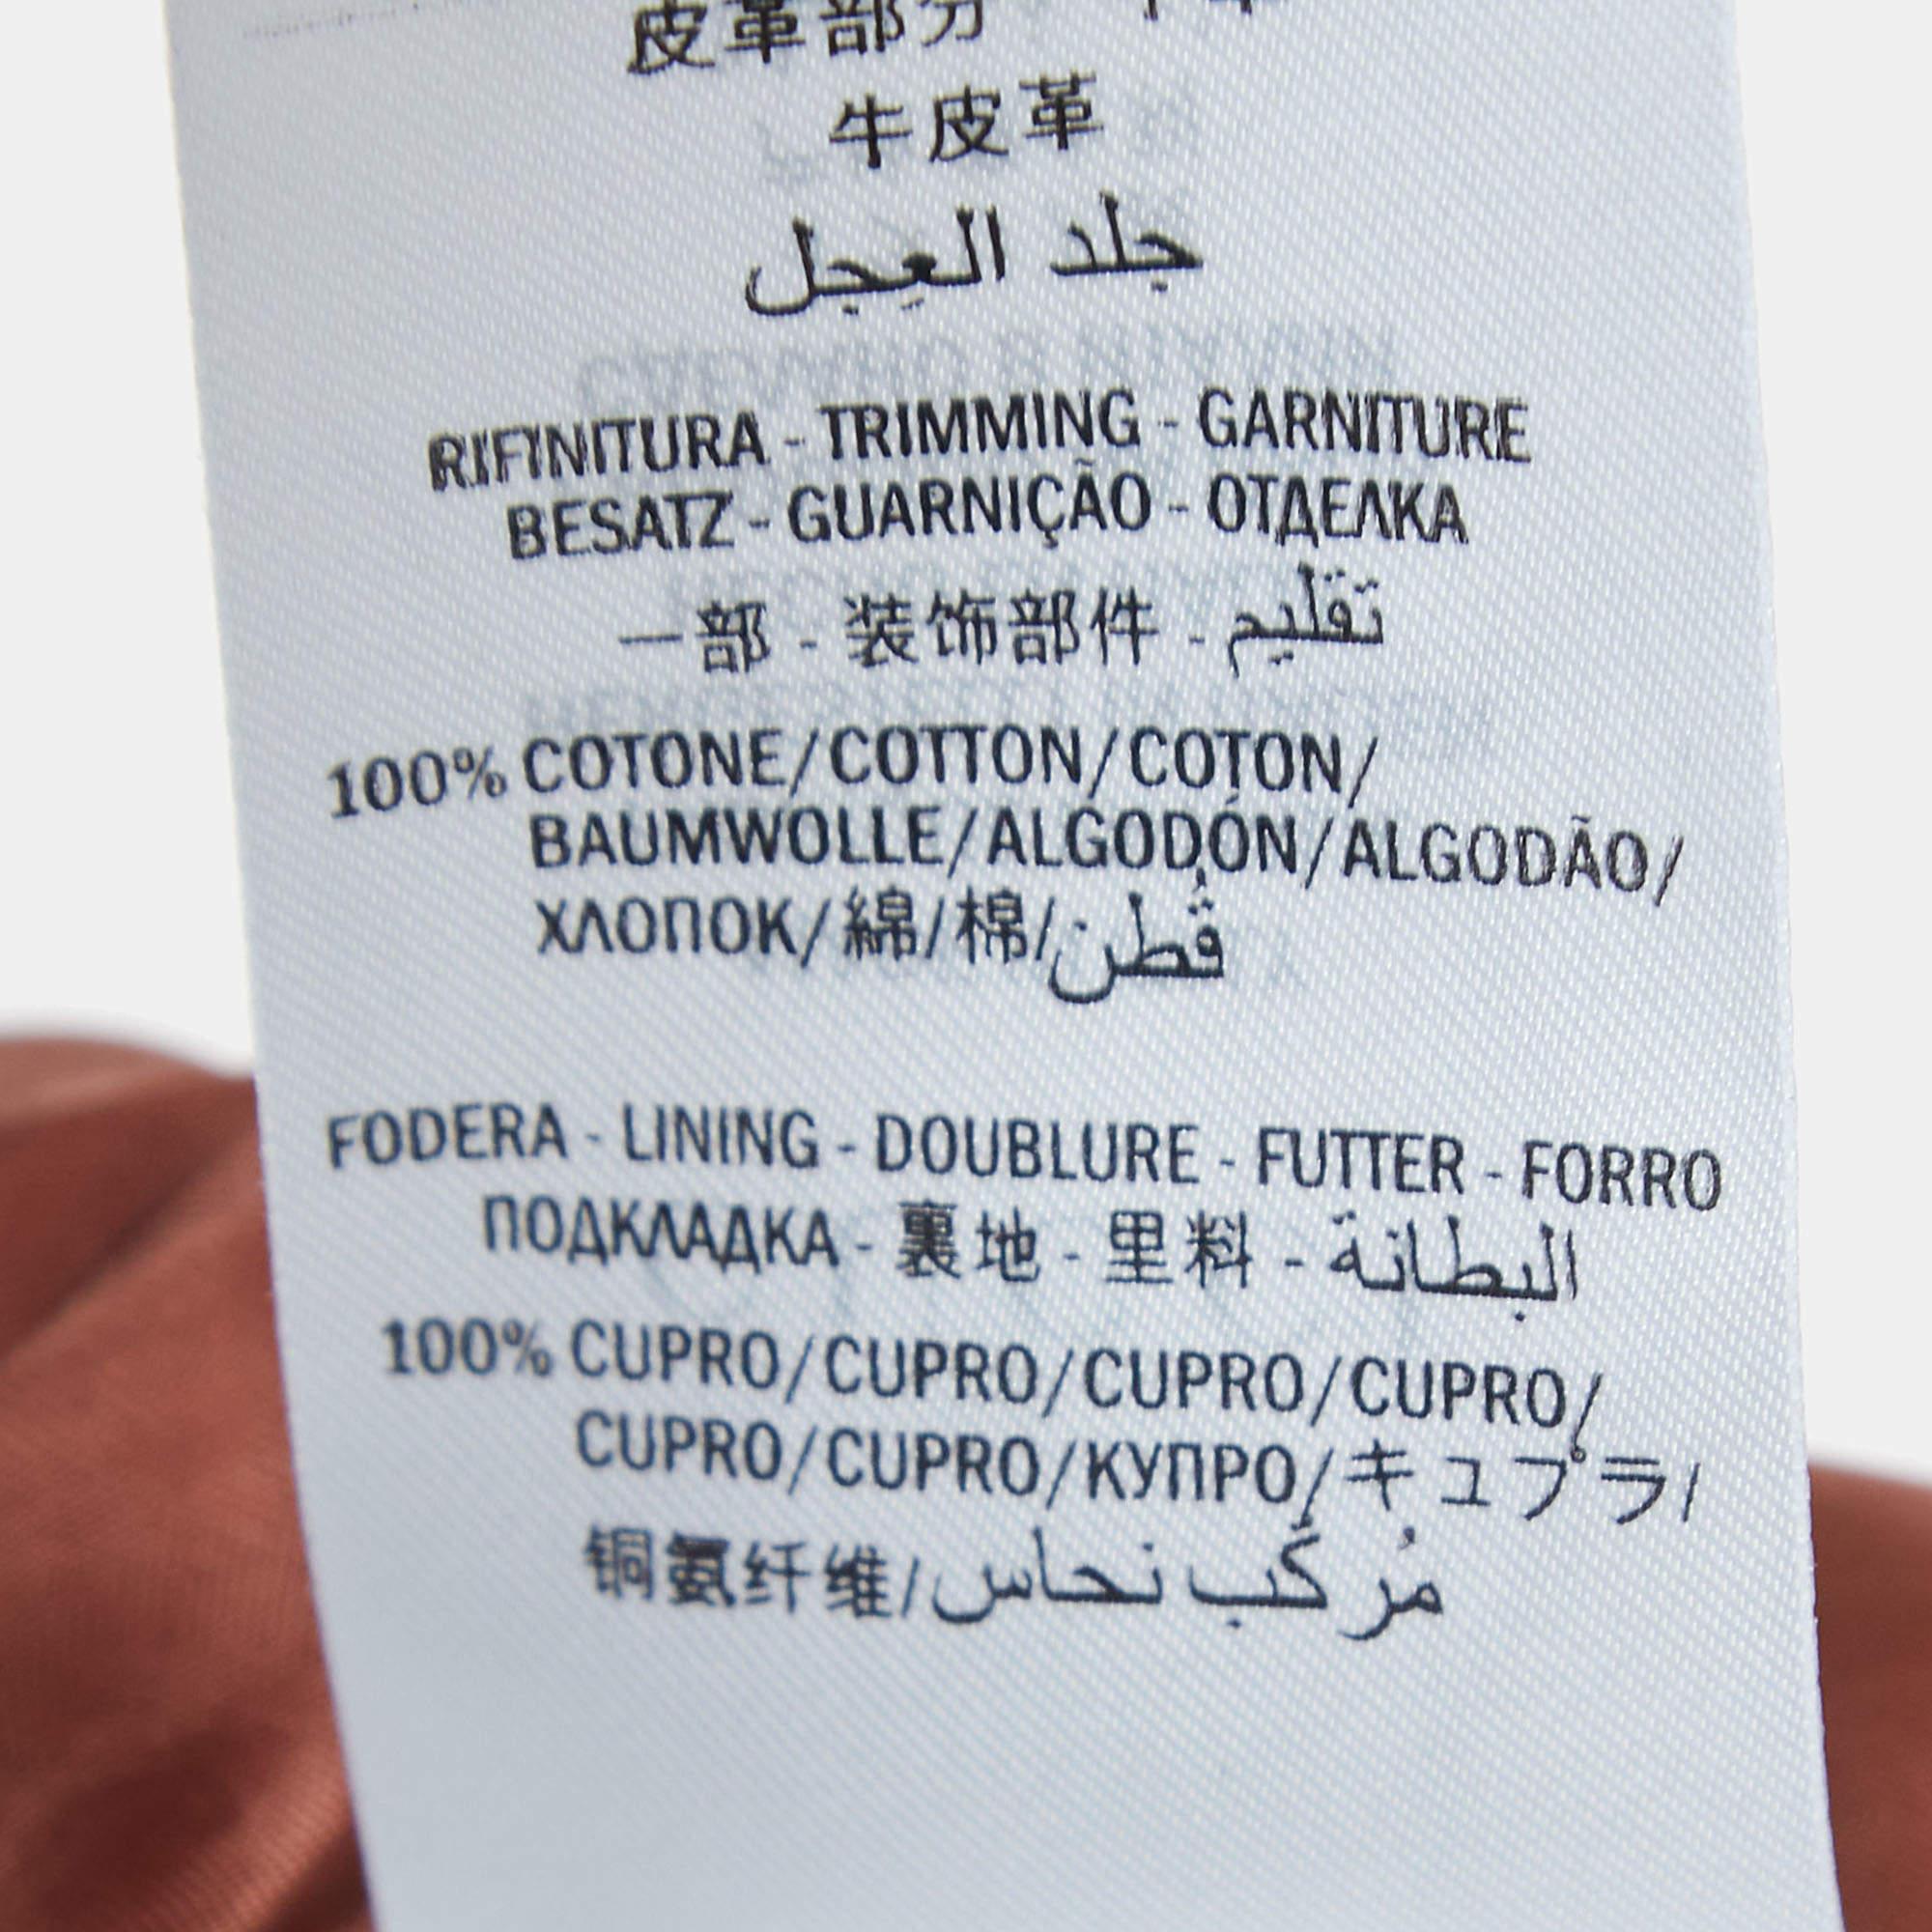 皮革部分
牛皮革
جلد العِجل
RIFINITURA - TRIMMING - GARNITURE
BESATZ - GUARNIÇÃO - ОТДЕЛКА
一部 - 装饰部件 - تقليم
100% COTONE/COTTON/COTON/
BAUMWOLLE/ALGODÓN/ALGODÃO/
ХЛОПОК/綿/棉/قُطن
FODERA - LINING - DOUBLURE - FUTTER - FORRO
ПОДКЛАДКА - 裏地 - 里料 - البطانة
100% CUPRO/CUPRO/CUPRO/CUPRO/
CUPRO/CUPRO/КУПРО/キュプラ/
铜氨纤维/مُركَّب نحاس